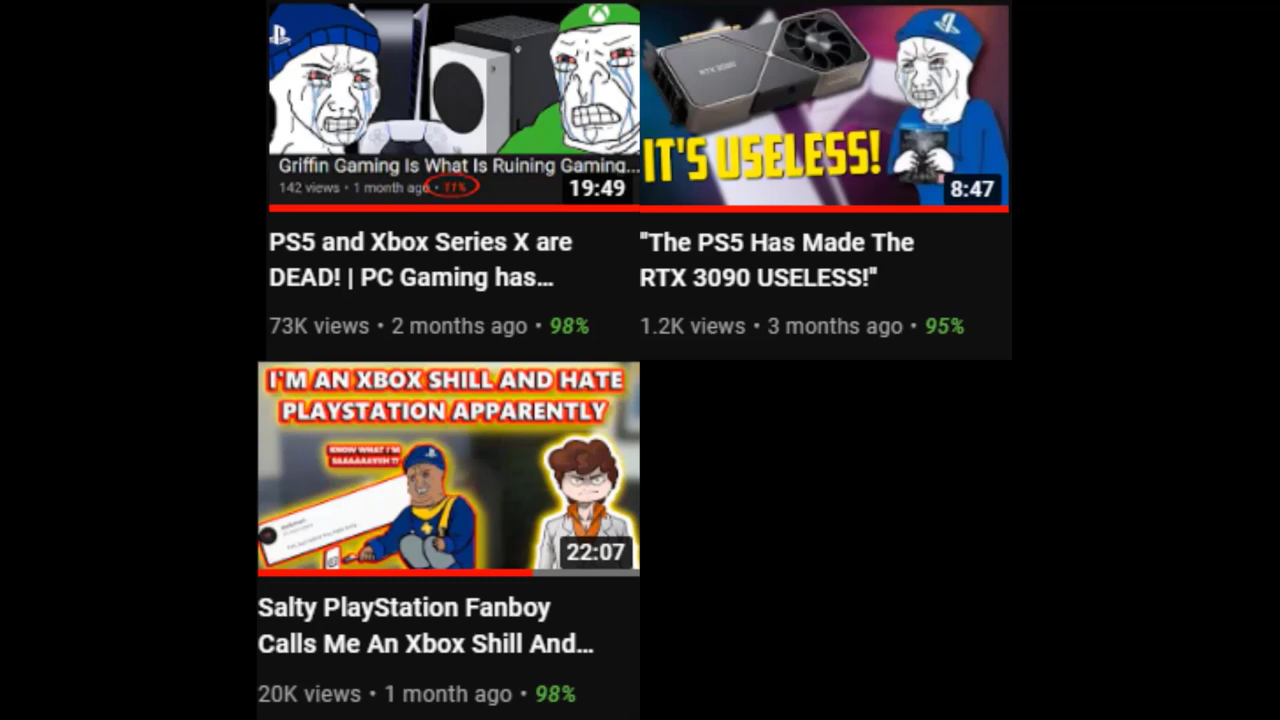 Griffin Gaming Is What Is Ruining Gaming...
142 views • 1 month ago • 11%
19:49
PS5 and Xbox Series X are
DEAD! | PC Gaming has...
73K views • 2 months ago • 98%
RTX 3090
IT'S USELESS!
8:47
"The PS5 Has Made The
RTX 3090 USELESS!"
1.2K views • 3 months ago • 95%
I'M AN XBOX SHILL AND HATE
PLAYSTATION APPARENTLY
KNOW WHAT I'M
SAAAAAYYIH ??
22:07
Salty PlayStation Fanboy
Calls Me An Xbox Shill And...
20K views • 1 month ago • 98%